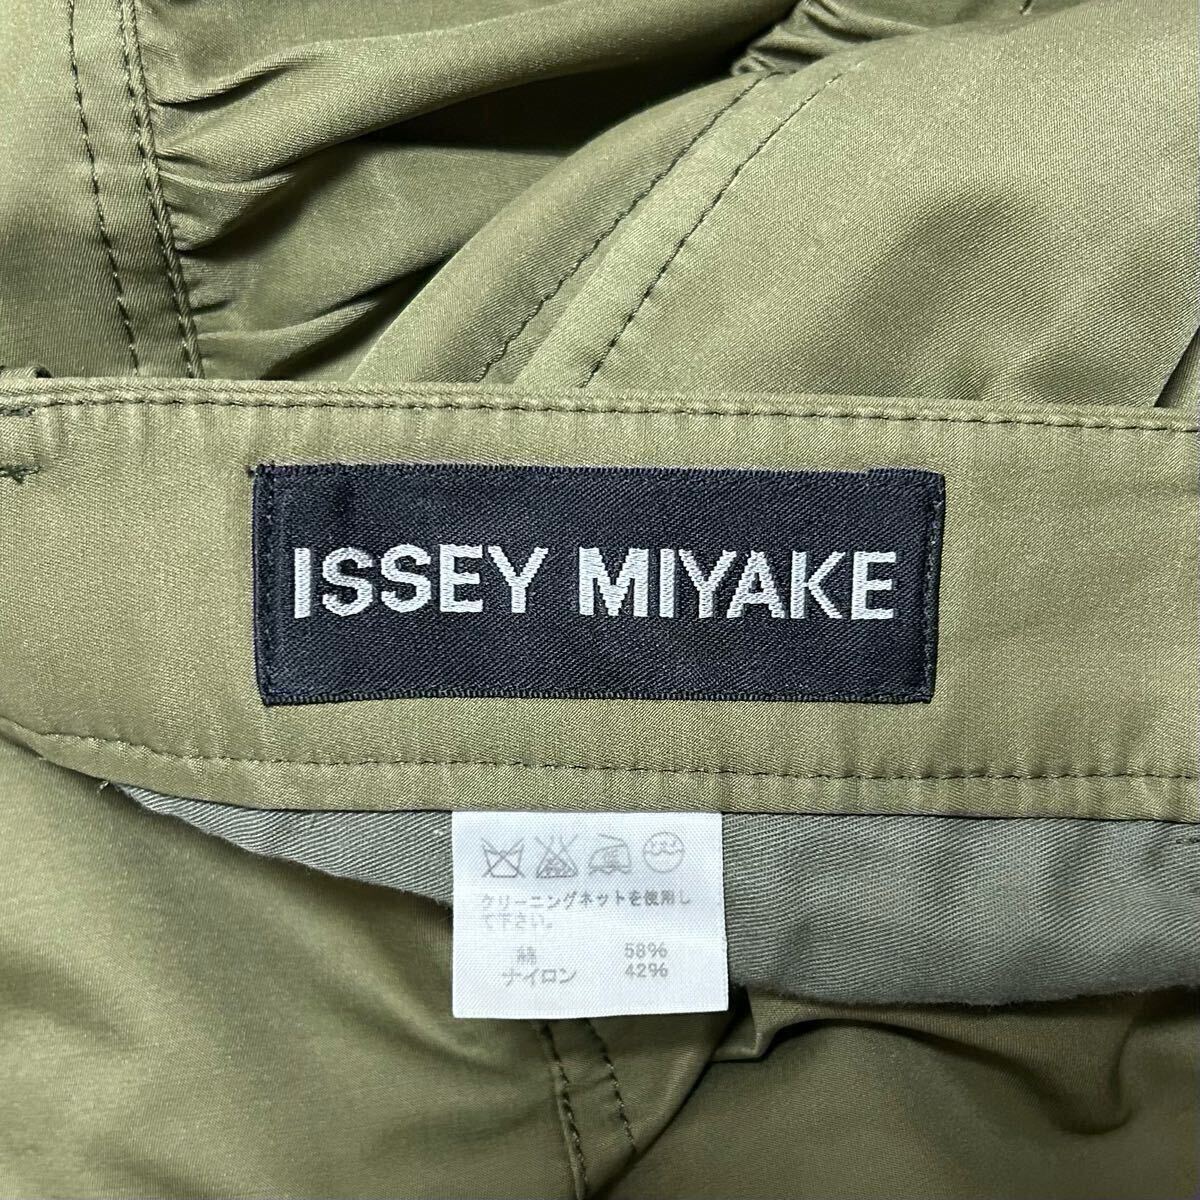 ISSEY MIYAKE
クリーニングネットを使用し
て下さい。
綿 58%
ナイロン 42%